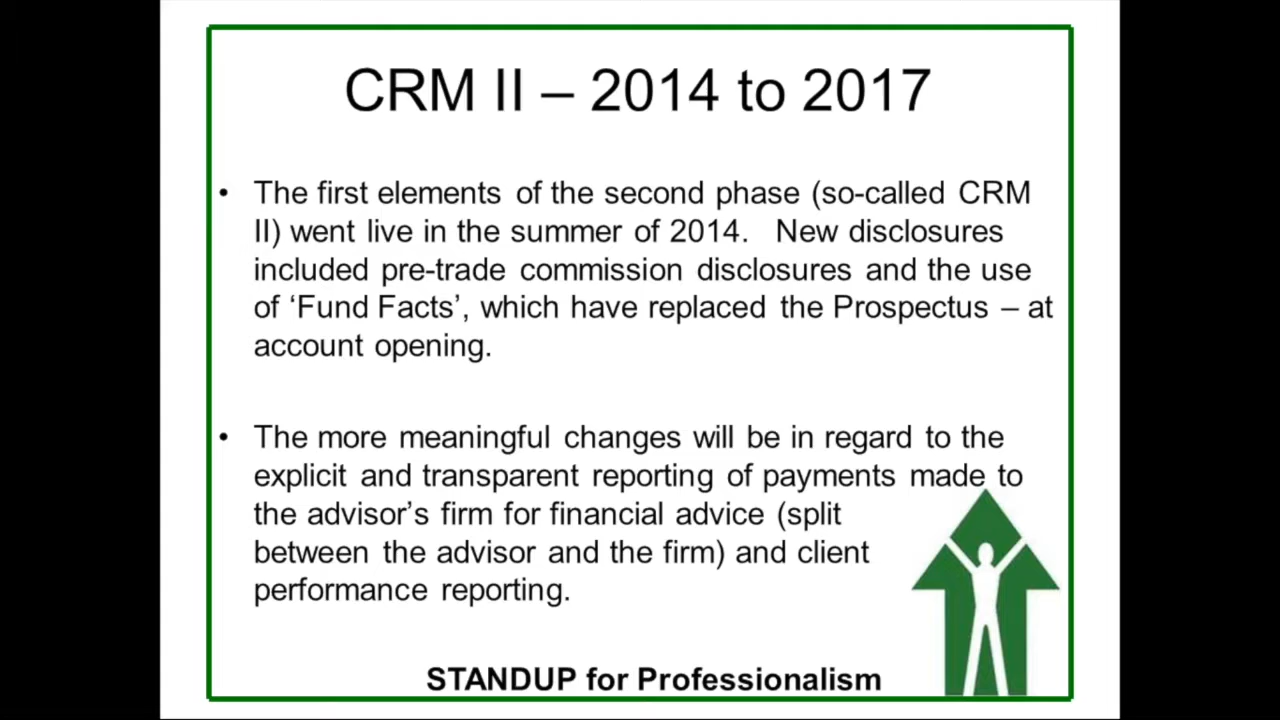 CRM II – 2014 to 2017
• The first elements of the second phase (so-called CRM
II) went live in the summer of 2014. New disclosures
included pre-trade commission disclosures and the use
of ‘Fund Facts’, which have replaced the Prospectus – at
account opening.
• The more meaningful changes will be in regard to the
explicit and transparent reporting of payments made to
the advisor’s firm for financial advice (split
between the advisor and the firm) and client
performance reporting.
STANDUP for Professionalism